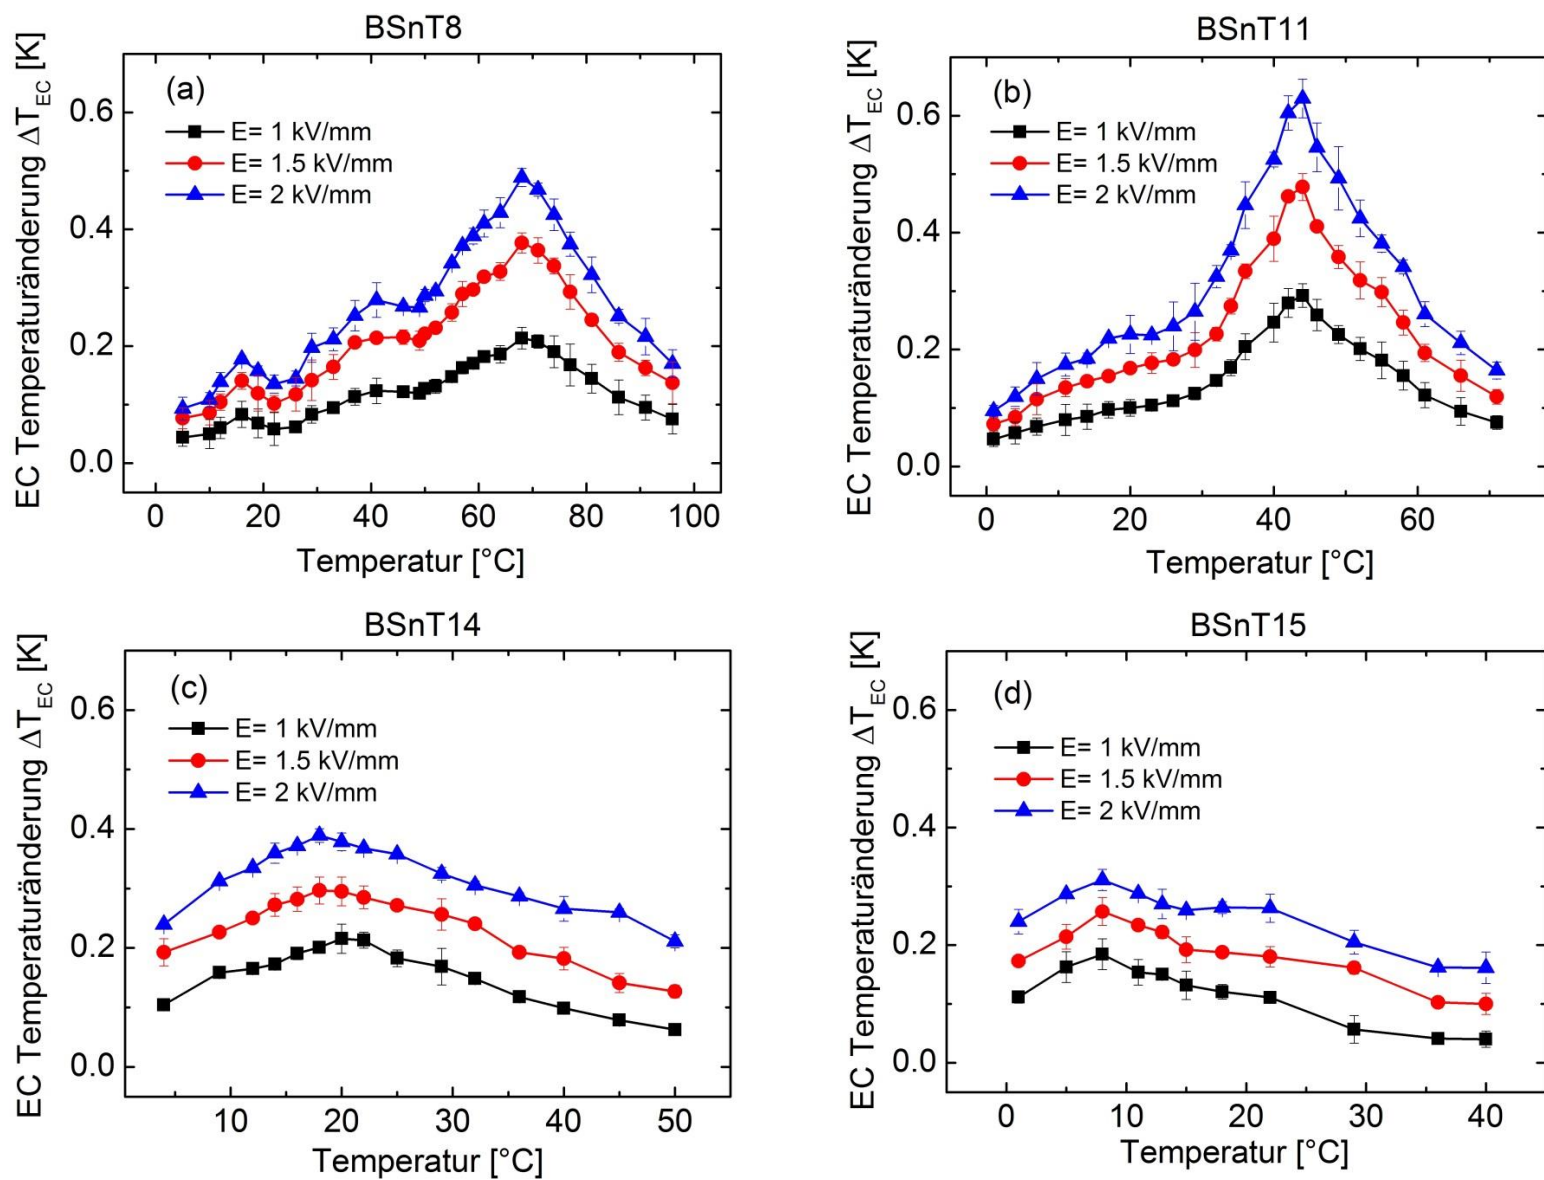 BSnT8
EC Temperaturänderung ΔT_EC [K]
(a)
E= 1 kV/mm
E= 1.5 kV/mm
E= 2 kV/mm
0.6
0.4
0.2
0.0
0 20 40 60 80 100
Temperatur [°C]
BSnT11
EC Temperaturänderung ΔT_EC [K]
(b)
E= 1 kV/mm
E= 1.5 kV/mm
E= 2 kV/mm
0.6
0.4
0.2
0.0
0 20 40 60
Temperatur [°C]
BSnT14
EC Temperaturänderung ΔT_EC [K]
(c)
E= 1 kV/mm
E= 1.5 kV/mm
E= 2 kV/mm
0.6
0.4
0.2
0.0
10 20 30 40 50
Temperatur [°C]
BSnT15
EC Temperaturänderung ΔT_EC [K]
(d)
E= 1 kV/mm
E= 1.5 kV/mm
E= 2 kV/mm
0.6
0.4
0.2
0.0
0 10 20 30 40
Temperatur [°C]